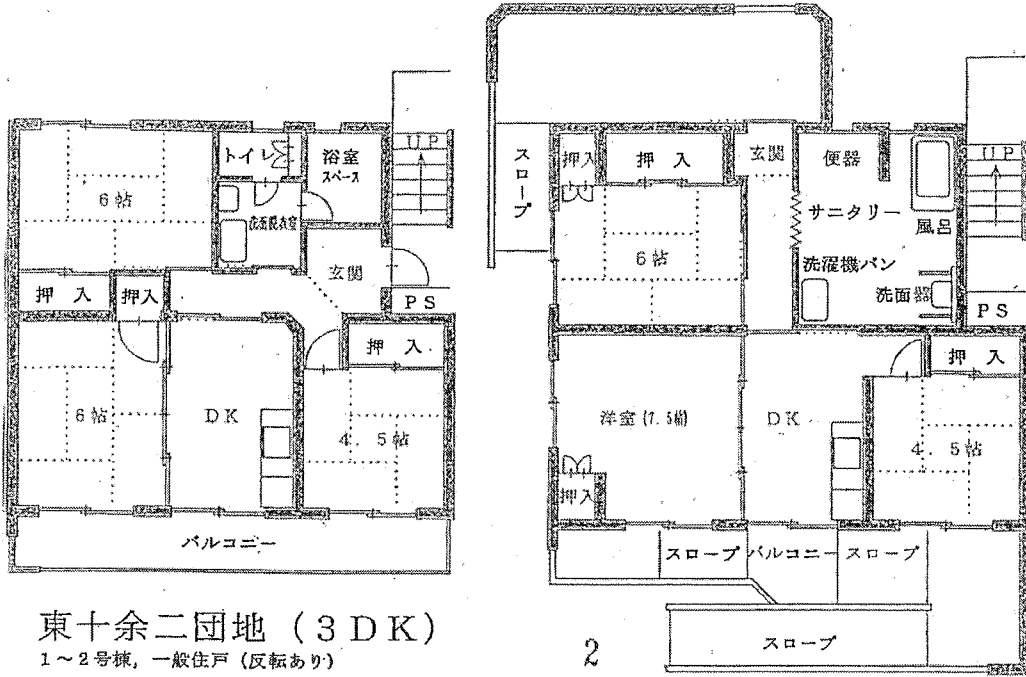 トイレ
浴室
スペース
UP
6帖
洗面脱衣室
玄関
押入
押入
PS
押入
6帖
DK
4.5帖
バルコニー
東十余二団地（3DK）
1～2号棟，一般住戸（反転あり）
スロープ
押入
押入
玄関
便器
UP
サニタリー
風呂
6帖
洗濯機パン
洗面器
PS
押入
洋室(7.5帖)
DK
4.5帖
押入
スロープ
バルコニー
スロープ
スロープ
2